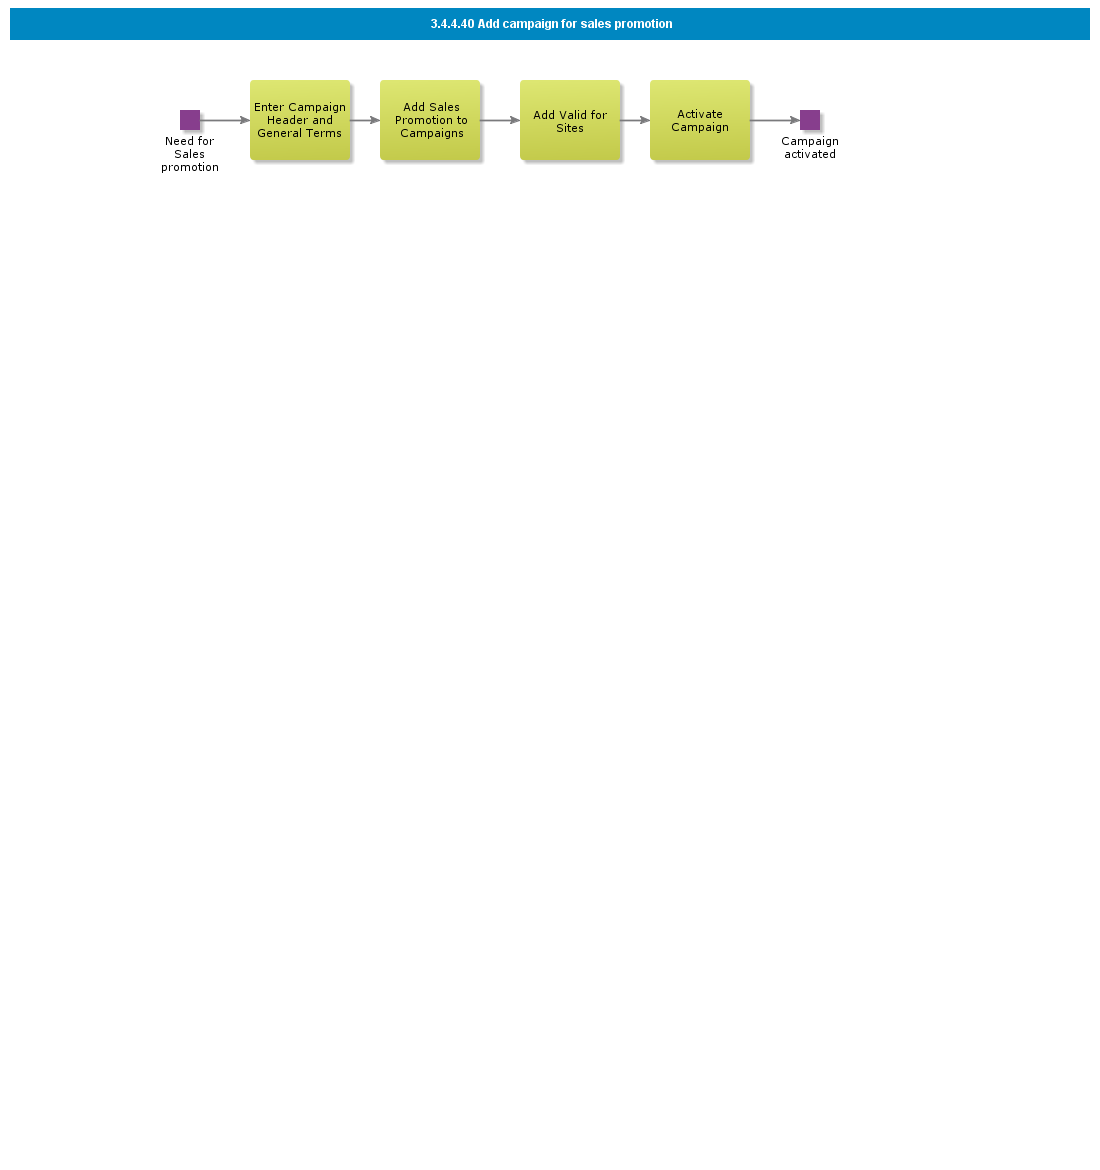 3.4.4.40 Add campaign for sales promotion
Need for
Sales
promotion
Enter Campaign
Header and
General Terms
Add Sales
Promotion to
Campaigns
Add Valid for
Sites
Activate
Campaign
Campaign
activated